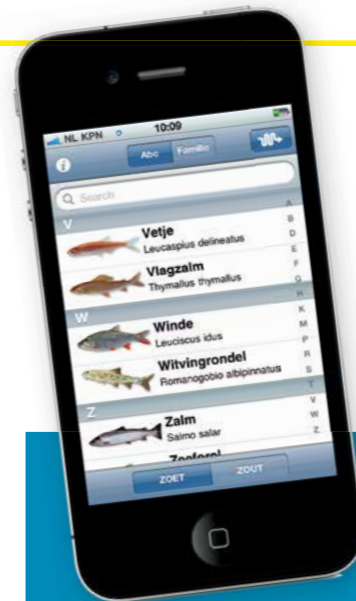 NL KPN 10:09
Abc Familie
Search
V
Vetje
Leucaspius delineatus
Vlagzalm
Thymallus thymallus
W
Winde
Leuciscus idus
Witvingrondel
Romanogobio albipinnatus
Z
Zalm
Salmo salar
Zeeforel
ZOET ZOUT
A
B
D
E
F
G
H
K
M
P
R
S
T
V
W
Z